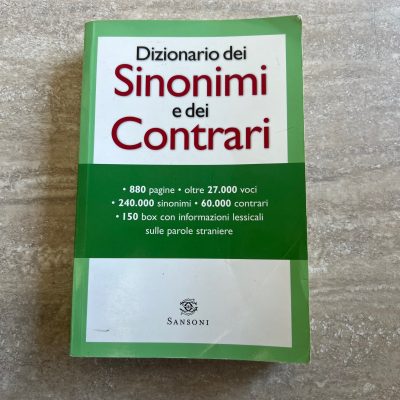 Dizionario dei
Sinonimi
e dei
Contrari
• 880 pagine • oltre 27.000 voci
• 240.000 sinonimi • 60.000 contrari
• 150 box con informazioni lessicali
sulle parole straniere
SANSONI